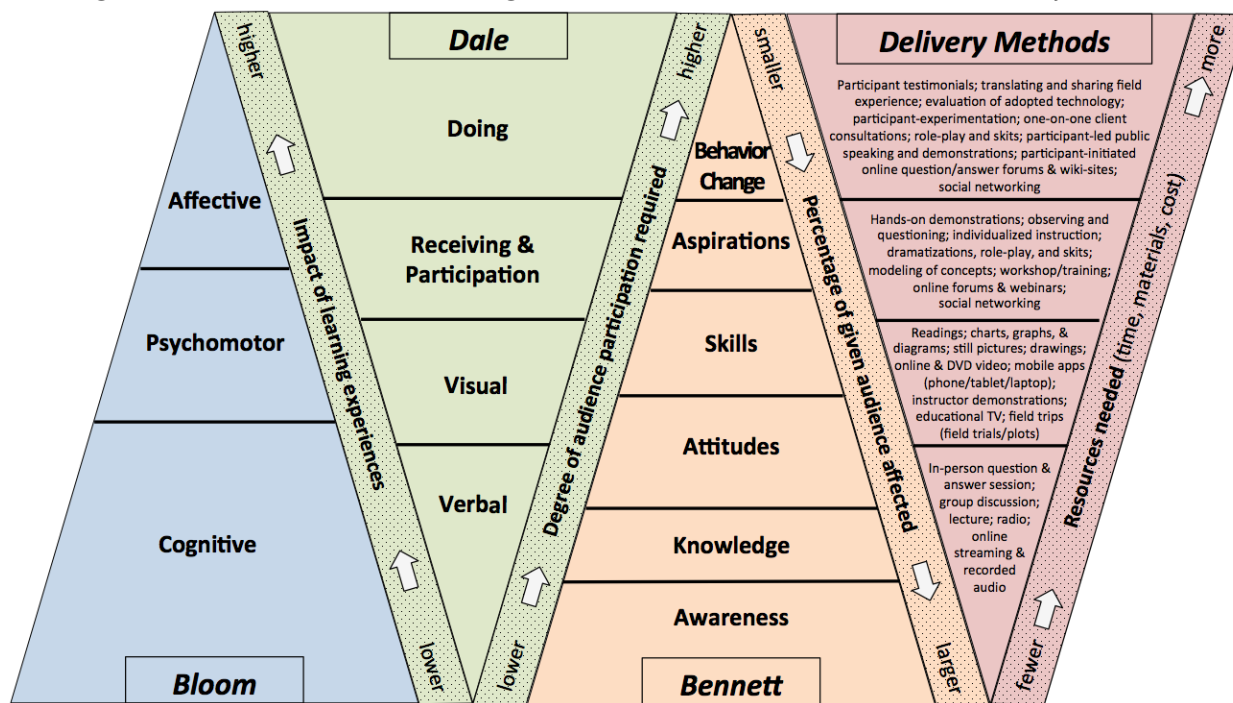 Bloom
Affective
Psychomotor
Cognitive
higher
Impact of learning experiences
lower
Dale
Doing
Receiving &
Participation
Visual
Verbal
higher
Degree of audience participation required
lower
Behavior
Change
Aspirations
Skills
Attitudes
Knowledge
Awareness
Bennett
smaller
Percentage of given audience affected
larger
Delivery Methods
Participant testimonials; translating and sharing field
experience; evaluation of adopted technology;
participant-experimentation; one-on-one client
consultations; role-play and skits; participant-led public
speaking and demonstrations; participant-initiated
online question/answer forums & wiki-sites;
social networking
Hands-on demonstrations; observing and
questioning; individualized instruction;
dramatizations, role-play, and skits;
modeling of concepts; workshop/training;
online forums & webinars;
social networking
Readings; charts, graphs, &
diagrams; still pictures; drawings;
online & DVD video; mobile apps
(phone/tablet/laptop);
instructor demonstrations;
educational TV; field trips
(field trials/plots)
In-person question &
answer session;
group discussion;
lecture; radio;
online
streaming &
recorded
audio
more
Resources needed (time, materials, cost)
fewer